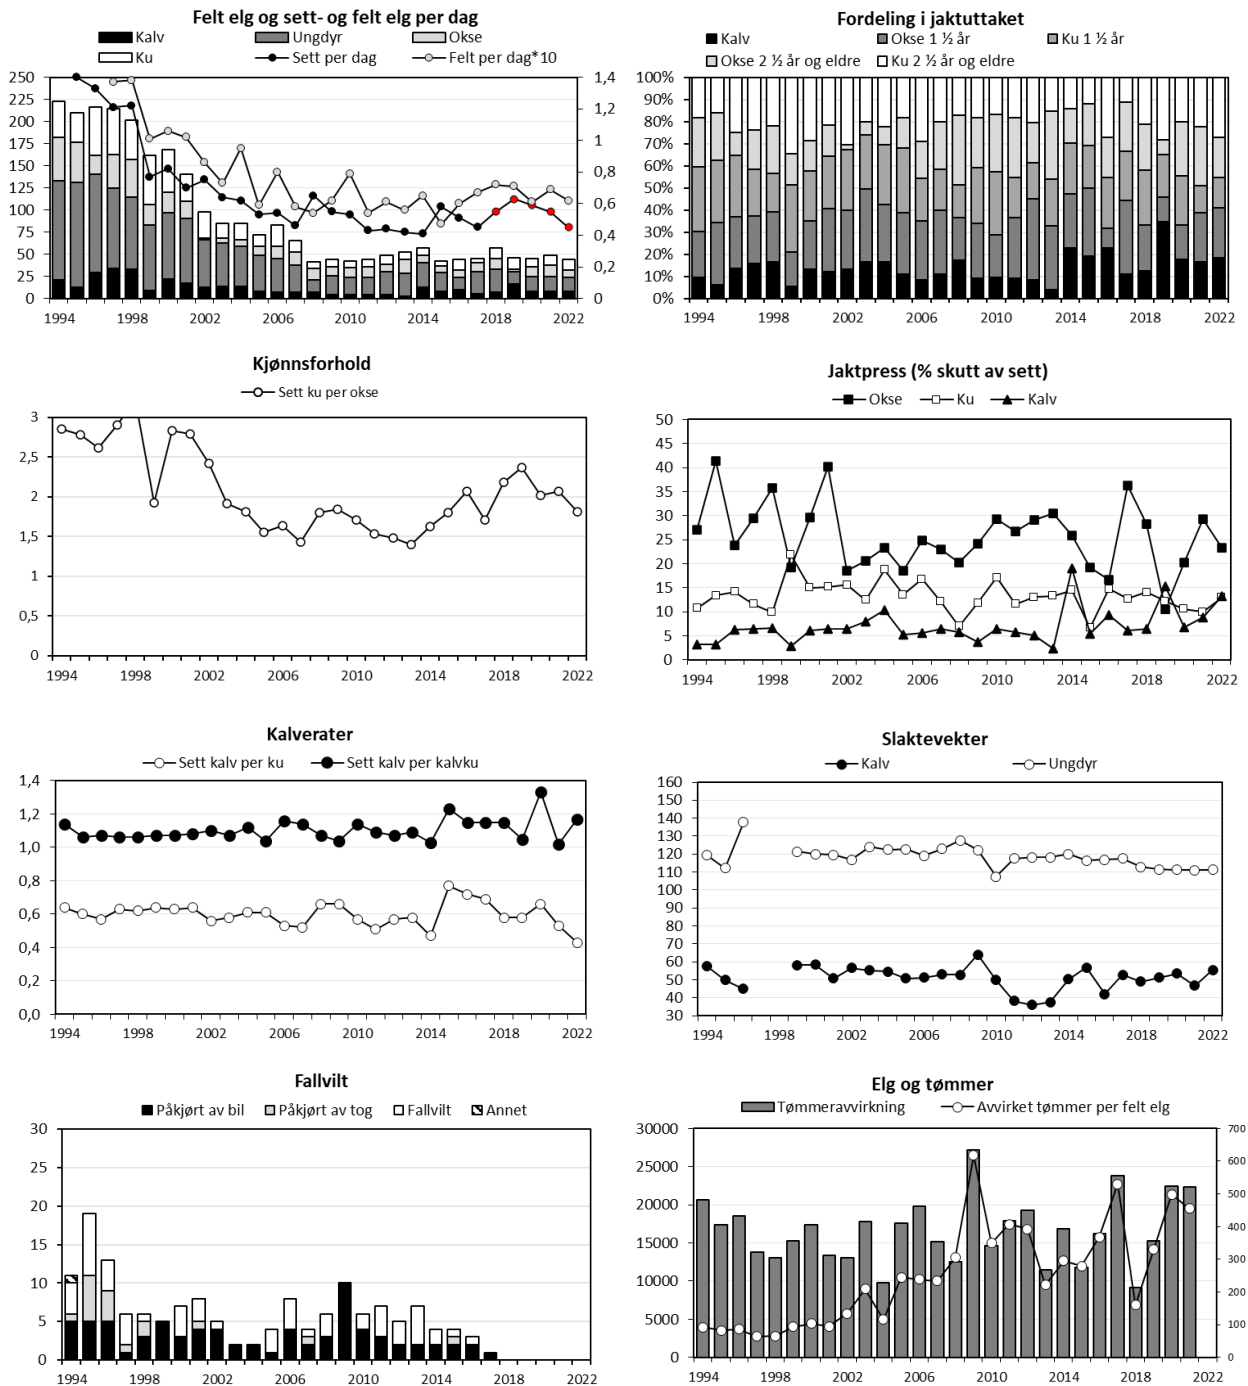 Felt elg og sett- og felt elg per dag
Kalv Ungdyr Okse
Ku Sett per dag Felt per dag*10
250 1,4
225 1,2
200 1
175 0,8
150 0,6
125 0,4
100 0,2
75 0
50
25
0
1994 1998 2002 2006 2010 2014 2018 2022
Fordeling i jaktuttaket
Kalv Okse 1 ½ år Ku 1 ½ år
Okse 2 ½ år og eldre Ku 2 ½ år og eldre
100%
90%
80%
70%
60%
50%
40%
30%
20%
10%
0%
1994 1998 2002 2006 2010 2014 2018 2022
Kjønnsforhold
Sett ku per okse
3
2,5
2
1,5
1
0,5
0
1994 1998 2002 2006 2010 2014 2018 2022
Jaktpress (% skutt av sett)
Okse Ku Kalv
50
45
40
35
30
25
20
15
10
5
0
1994 1998 2002 2006 2010 2014 2018 2022
Kalverater
Sett kalv per ku Sett kalv per kalvku
1,4
1,2
1,0
0,8
0,6
0,4
0,2
0,0
1994 1998 2002 2006 2010 2014 2018 2022
Slaktevekter
Kalv Ungdyr
160
150
140
130
120
110
100
90
80
70
60
50
40
30
1994 1998 2002 2006 2010 2014 2018 2022
Fallvilt
Påkjørt av bil Påkjørt av tog Fallvilt Annet
30
25
20
15
10
5
0
1994 1998 2002 2006 2010 2014 2018 2022
Elg og tømmer
Tømmeravvirkning Avvirket tømmer per felt elg
30000 700
25000 600
20000 500
15000 400
10000 300
5000 200
0 100
0
1994 1998 2002 2006 2010 2014 2018 2022